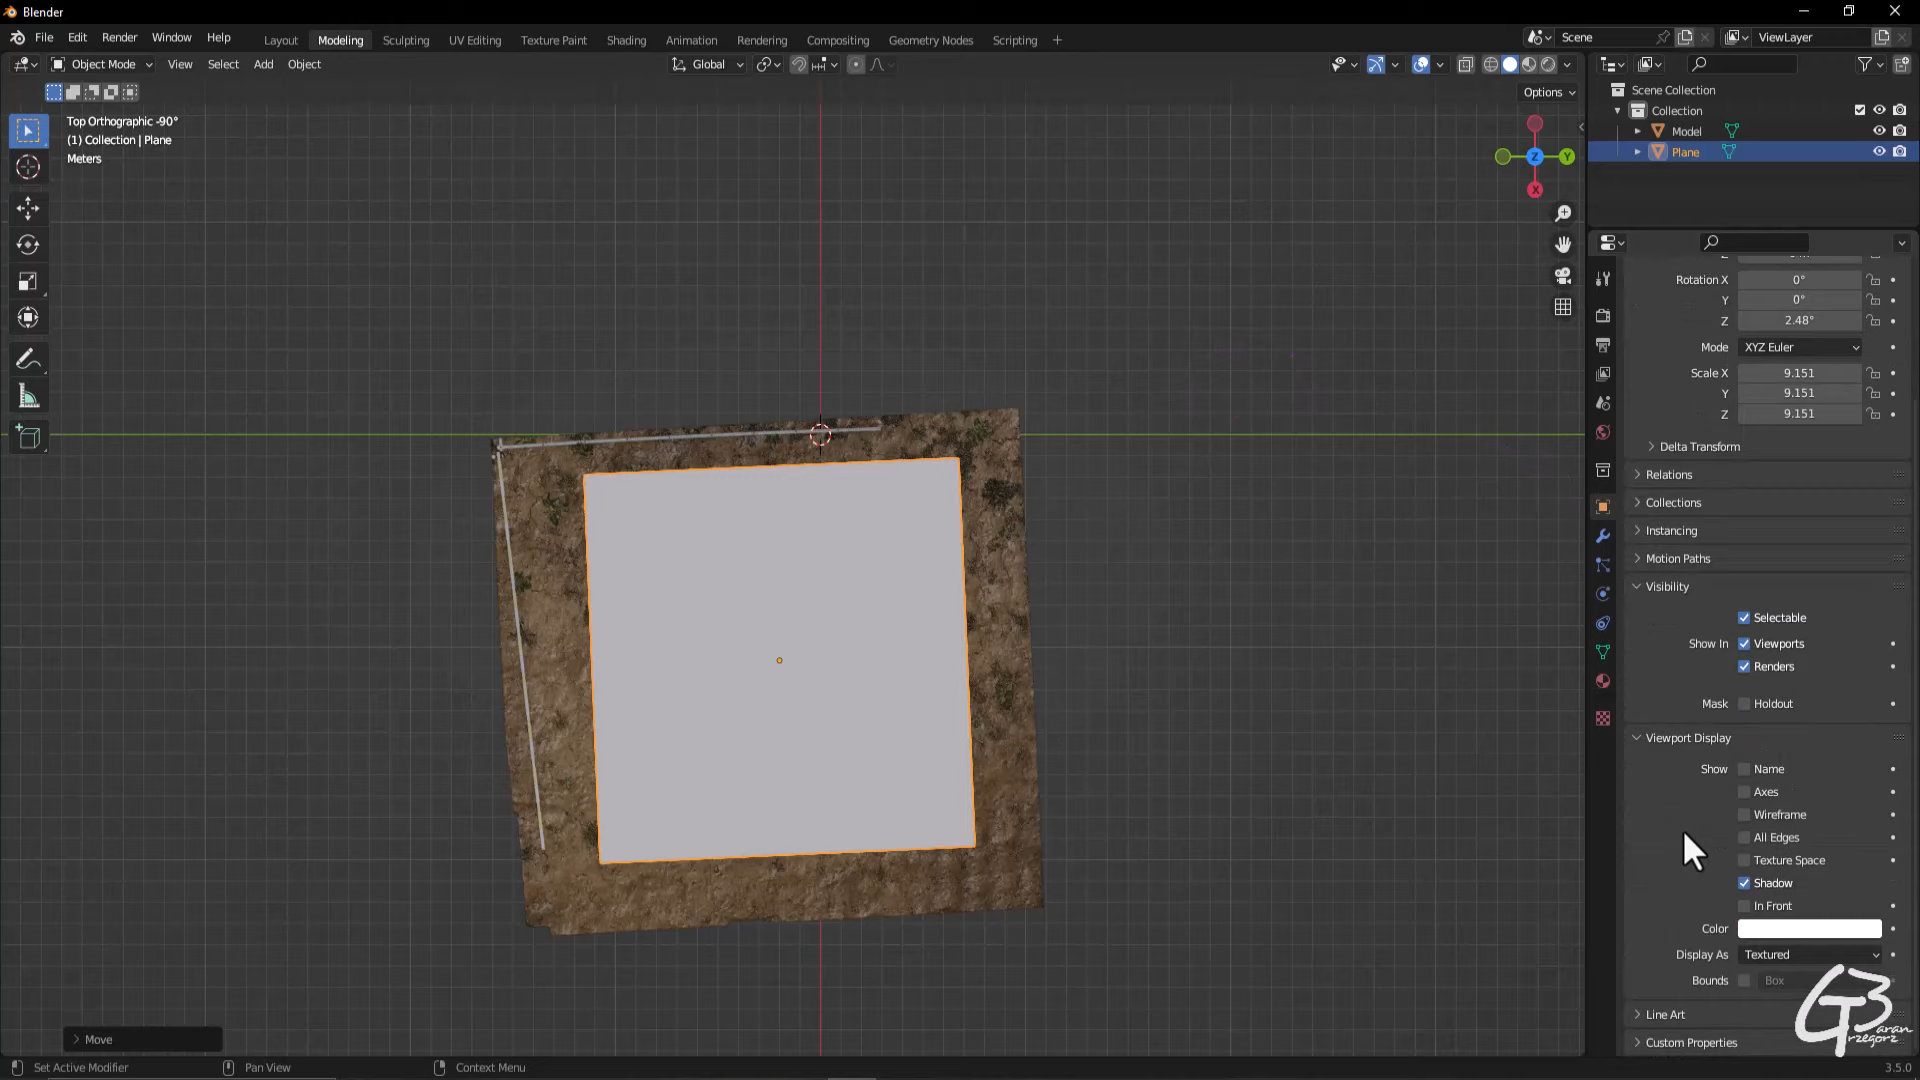 Blender
File Edit Render Window Help
Layout Modeling Sculpting UV Editing Texture Paint Shading Animation Rendering Compositing Geometry Nodes Scripting +
Scene
ViewLayer
Object Mode View Select Add Object
Global
Options
Top Orthographic -90°
(1) Collection | Plane
Meters
Z
Y
X
Scene Collection
Collection
Model
Plane
Rotation X 0°
Y 0°
Z 2.48°
Mode XYZ Euler
Scale X 9.151
Y 9.151
Z 9.151
Delta Transform
Relations
Collections
Instancing
Motion Paths
Visibility
Selectable
Show In Viewports
Renders
Mask Holdout
Viewport Display
Show Name
Axes
Wireframe
All Edges
Texture Space
Shadow
In Front
Color
Display As Textured
Bounds Box
Line Art
Custom Properties
Move
Set Active Modifier
Pan View
Context Menu
3.5.0